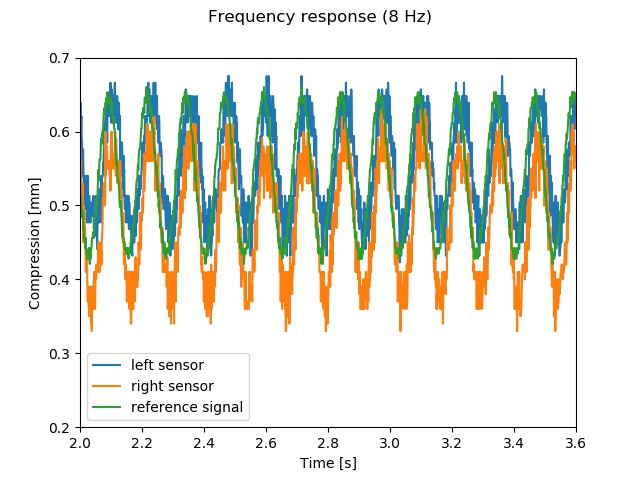 Frequency response (8 Hz)
0.7
0.6
0.5
0.4
0.3
0.2
Compression [mm]
left sensor
right sensor
reference signal
2.0 2.2 2.4 2.6 2.8 3.0 3.2 3.4 3.6
Time [s]